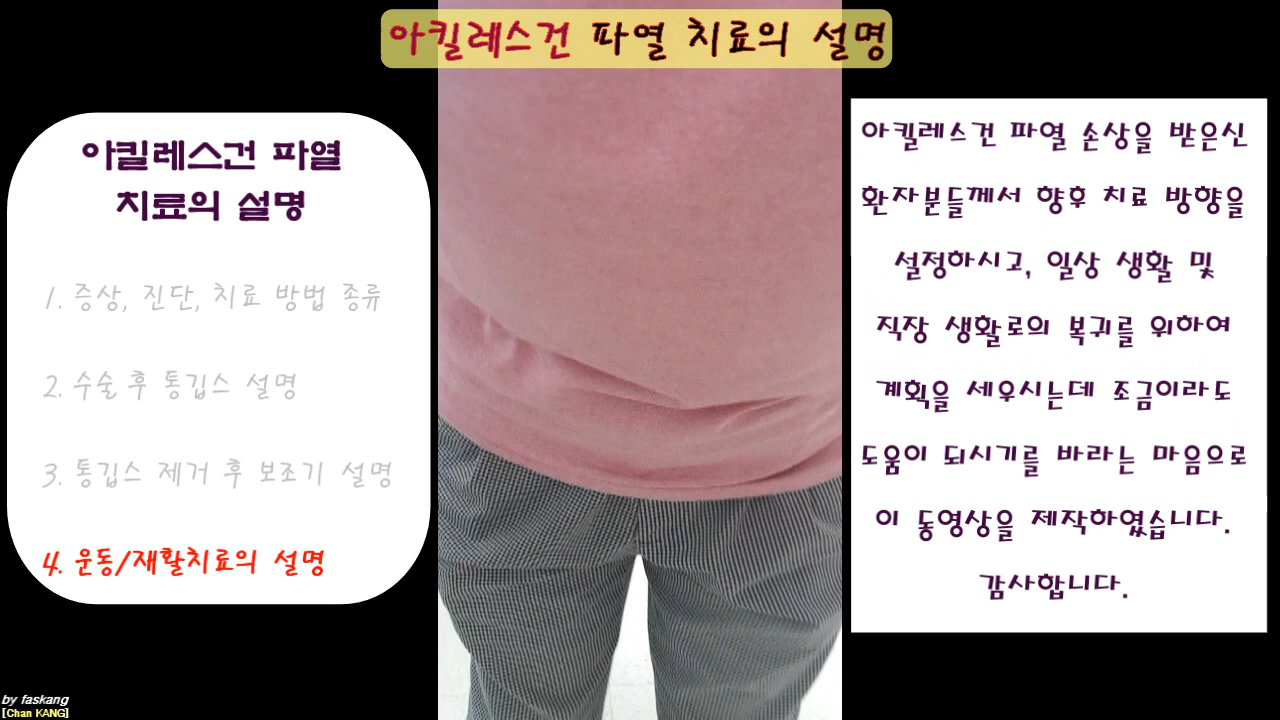 아킬레스건 파열 치료의 설명
아킬레스건 파열
치료의 설명
1. 증상, 진단, 치료 방법 종류
2. 수술 후 통깁스 설명
3. 통깁스 제거 후 보조기 설명
4. 운동/재활치료의 설명
아킬레스건 파열 손상을 받은신
환자분들께서 향후 치료 방향을
설정하시고, 일상 생활 및
직장 생활로의 복귀를 위하여
계획을 세우시는데 조금이라도
도움이 되시기를 바라는 마음으로
이 동영상을 제작하였습니다.
감사합니다.
by faskang
[Chan KANG]